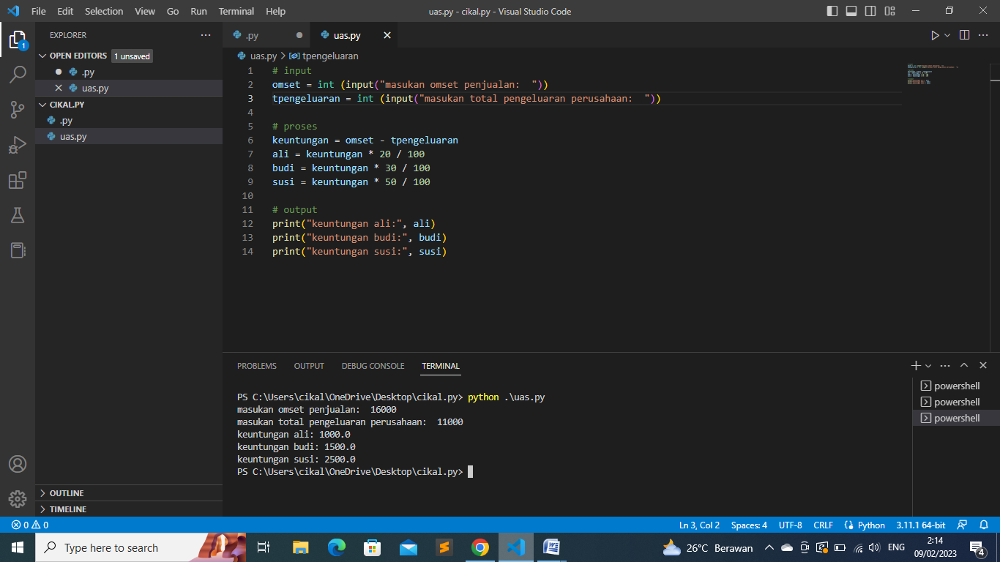 File Edit Selection View Go Run Terminal Help
uas.py - cikal.py - Visual Studio Code
EXPLORER
OPEN EDITORS 1 unsaved
.py
uas.py
CIKAL.PY
.py
uas.py
OUTLINE
TIMELINE
1
.py uas.py
uas.py > tpengeluaran
1 # input
2 omset = int (input("masukan omset penjualan:  "))
3 tpengeluaran = int (input("masukan total pengeluaran perusahaan:  "))
4
5 # proses
6 keuntungan = omset - tpengeluaran
7 ali = keuntungan * 20 / 100
8 budi = keuntungan * 30 / 100
9 susi = keuntungan * 50 / 100
10
11 # output
12 print("keuntungan ali:", ali)
13 print("keuntungan budi:", budi)
14 print("keuntungan susi:", susi)
PROBLEMS OUTPUT DEBUG CONSOLE TERMINAL
PS C:\Users\cikal\OneDrive\Desktop\cikal.py> python .\uas.py
masukan omset penjualan:  16000
masukan total pengeluaran perusahaan:  11000
keuntungan ali: 1000.0
keuntungan budi: 1500.0
keuntungan susi: 2500.0
PS C:\Users\cikal\OneDrive\Desktop\cikal.py>
powershell
powershell
powershell
0 0 Ln 3, Col 2 Spaces: 4 UTF-8 CRLF Python 3.11.1 64-bit
Type here to search
26°C Berawan ENG
2:14
09/02/2023
4